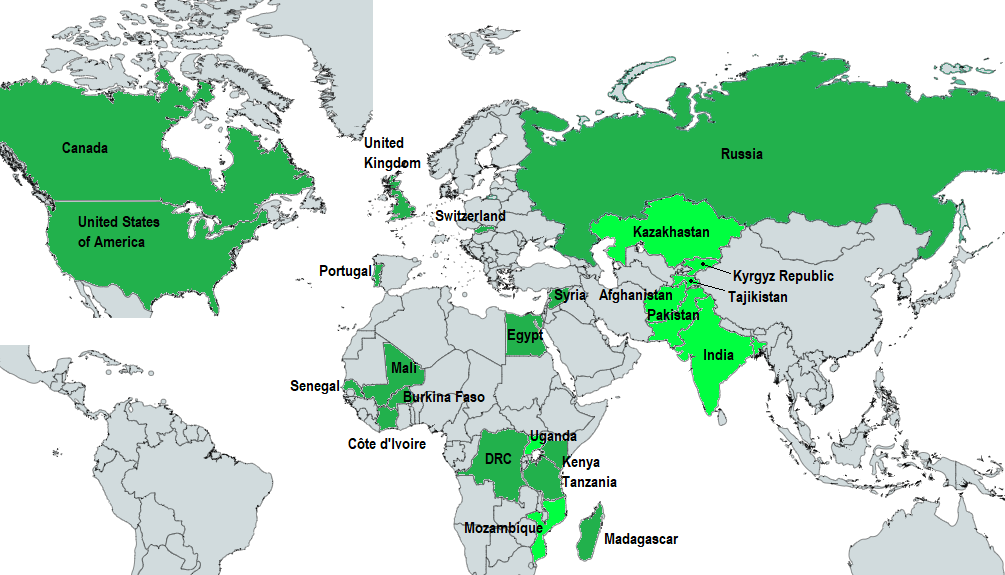 United
Kingdom
Canada
Russia
Switzerland
United States
of America
Kazakhastan
Portugal
Kyrgyz Republic
Syria
Afghanistan
Tajikistan
Pakistan
Egypt
India
Mali
Senegal
Burkina Faso
Côte d'Ivoire
Uganda
DRC
Kenya
Tanzania
Mozambique
Madagascar